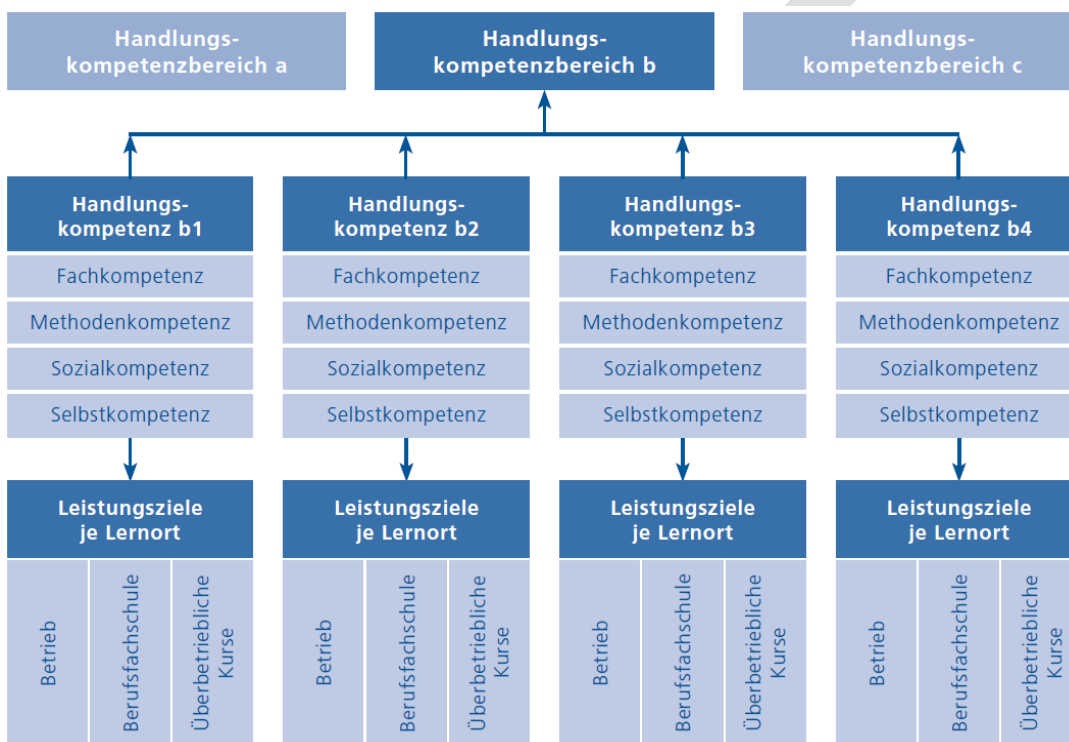 Handlungs-
kompetenzbereich a
Handlungs-
kompetenzbereich b
Handlungs-
kompetenzbereich c
Handlungs-
kompetenz b1
Fachkompetenz
Methodenkompetenz
Sozialkompetenz
Selbstkompetenz
Leistungsziele
je Lernort
Betrieb
Berufsfachschule
Überbetriebliche
Kurse
Handlungs-
kompetenz b2
Fachkompetenz
Methodenkompetenz
Sozialkompetenz
Selbstkompetenz
Leistungsziele
je Lernort
Betrieb
Berufsfachschule
Überbetriebliche
Kurse
Handlungs-
kompetenz b3
Fachkompetenz
Methodenkompetenz
Sozialkompetenz
Selbstkompetenz
Leistungsziele
je Lernort
Betrieb
Berufsfachschule
Überbetriebliche
Kurse
Handlungs-
kompetenz b4
Fachkompetenz
Methodenkompetenz
Sozialkompetenz
Selbstkompetenz
Leistungsziele
je Lernort
Betrieb
Berufsfachschule
Überbetriebliche
Kurse